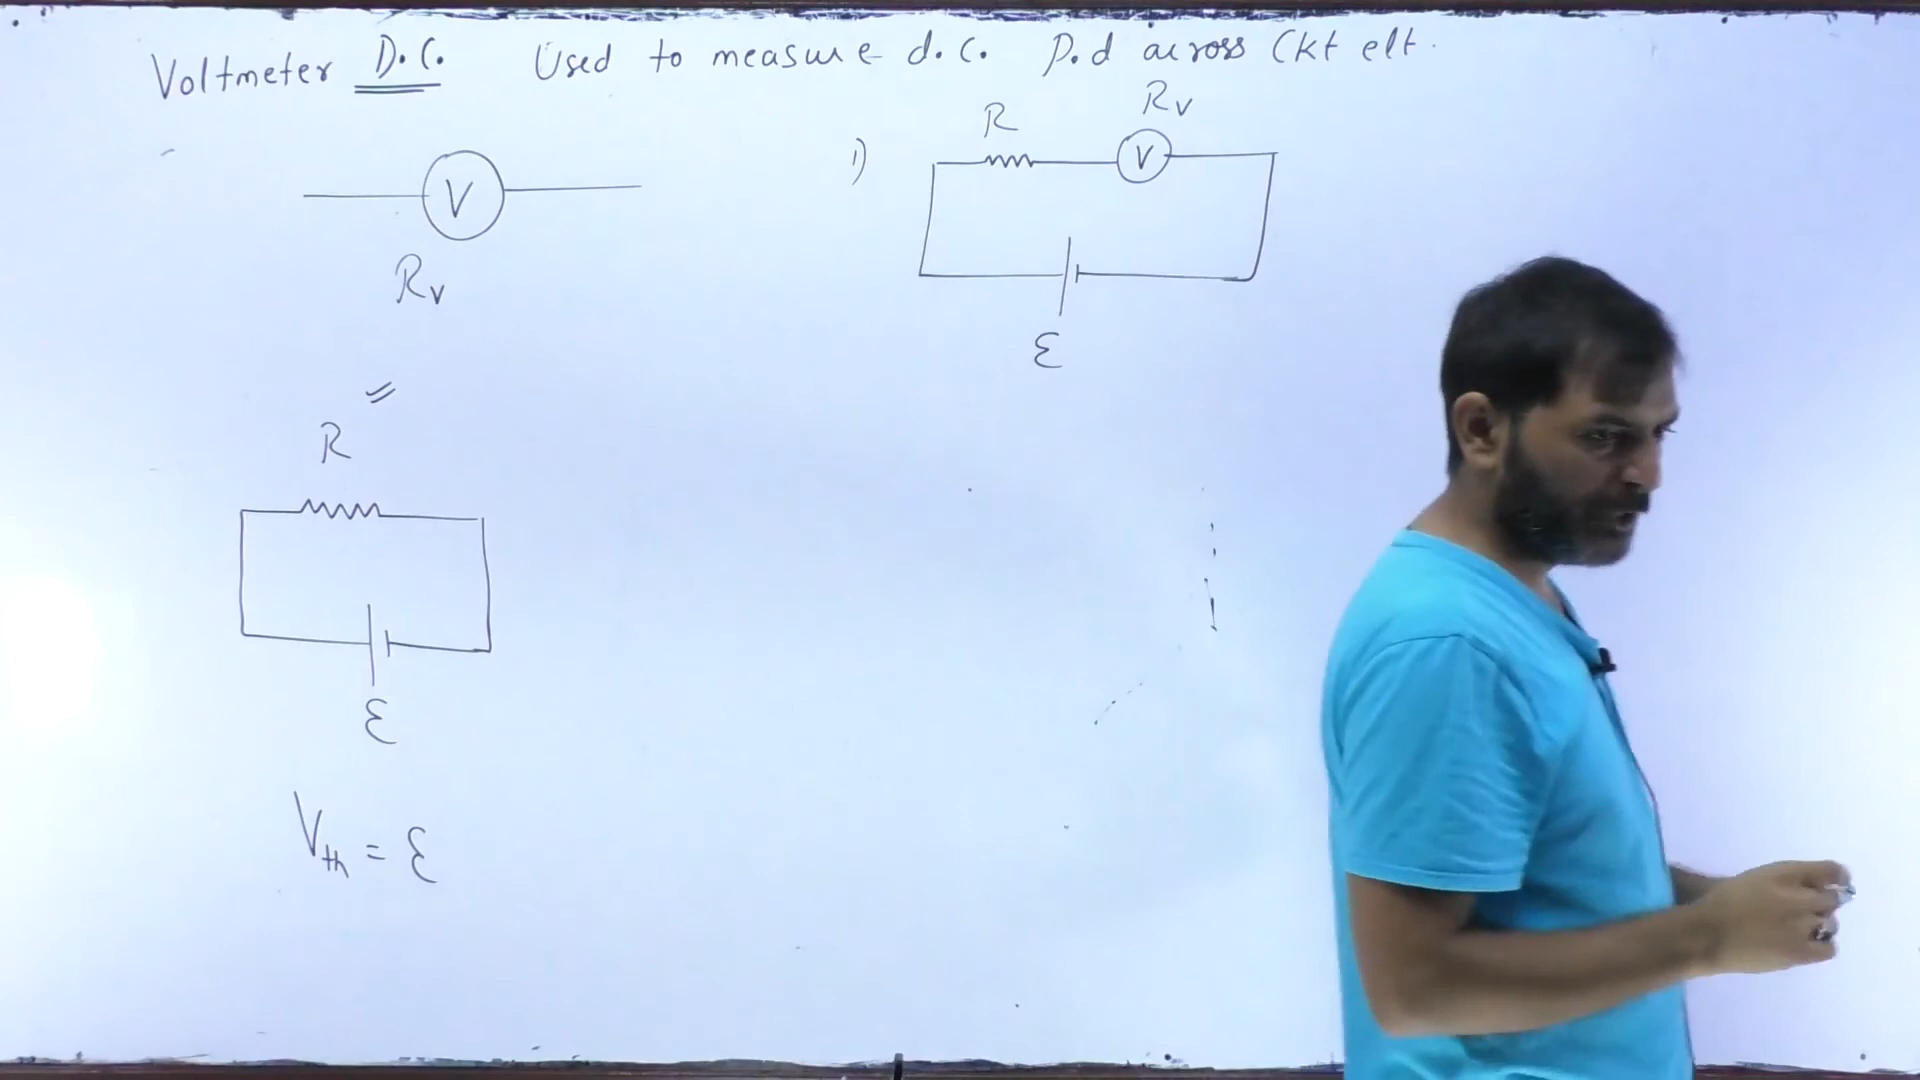 Voltmeter D.C. Used to measure d.c. P.d across Ckt elt.
V
Rv
1)
R
Rv
V
ε
R
ε
Vth = ε